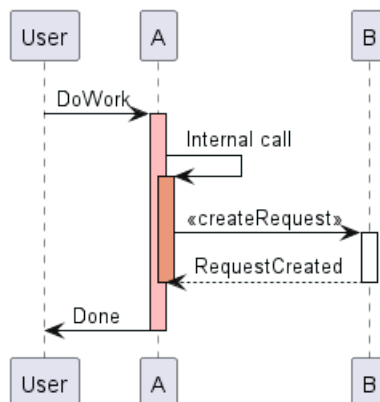 User A B
DoWork
Internal call
«createRequest»
RequestCreated
Done
User A B